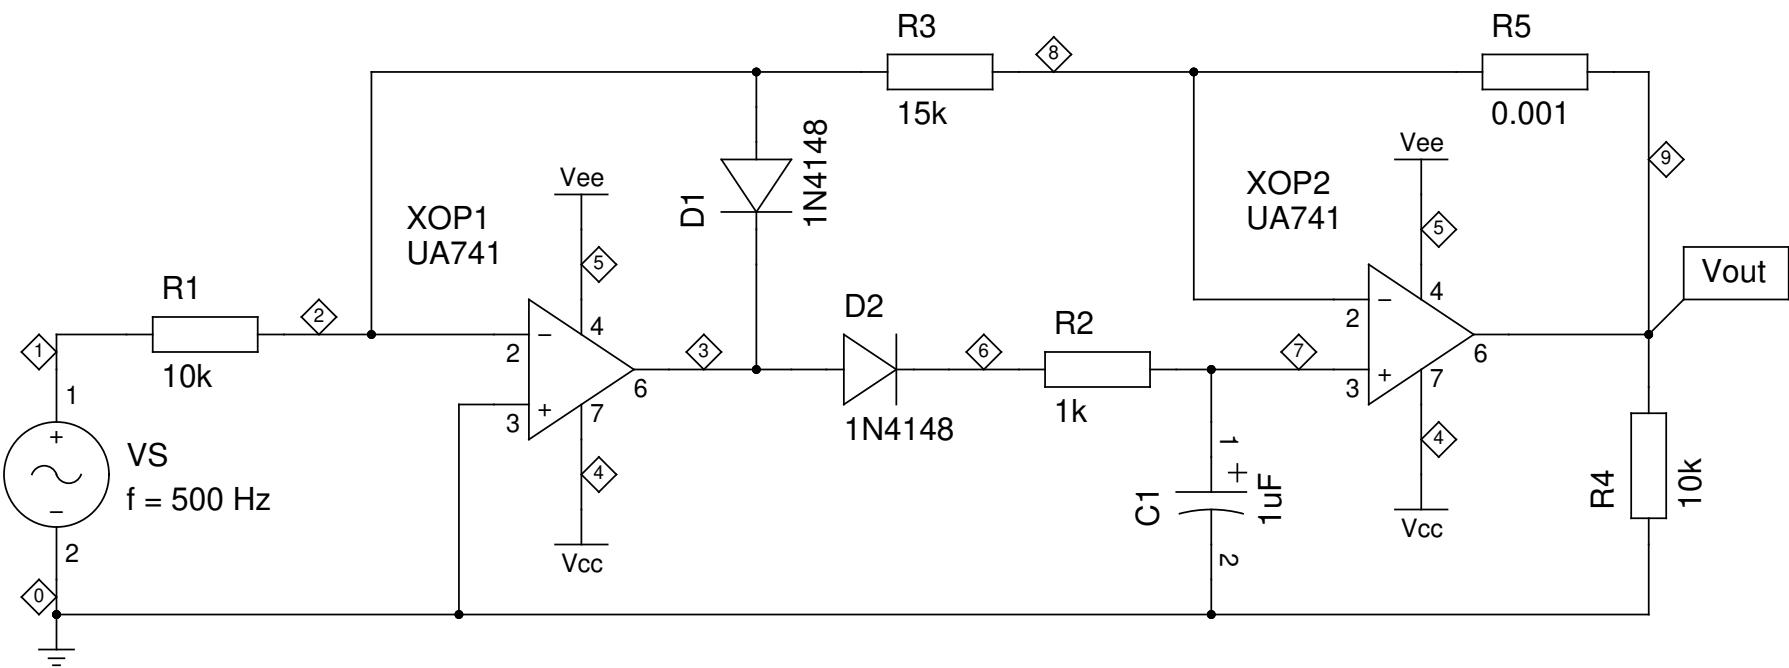 R3
8
R5
15k
0.001
Vee
9
1N4148
Vee
XOP2
UA741
D1
XOP1
UA741
5
5
Vout
R1
2
D2
R2
−
4
2
1
−
4
2
3
6
7
6
10k
6
+
7
3
1
+
7
3
1N4148
1k
+
VS
f = 500 Hz
−
4
4
1
+
C1
1uF
R4
10k
Vcc
2
Vcc
2
0